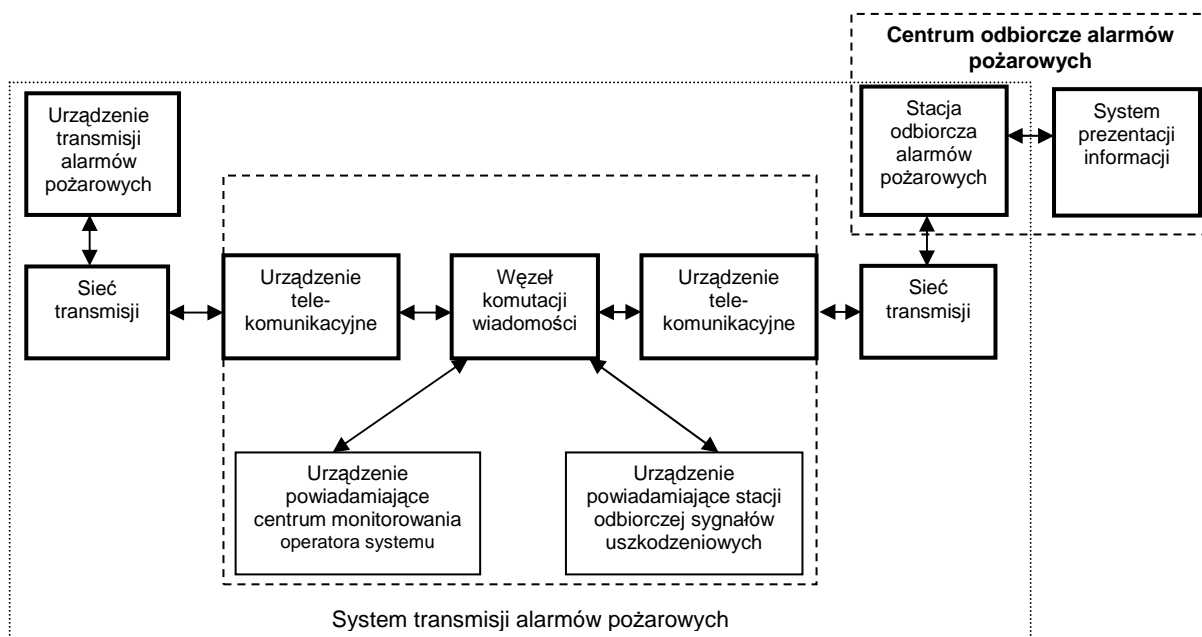 Centrum odbiorcze alarmów
pożarowych
Urządzenie
transmisji
alarmów
pożarowych
Stacja
odbiorcza
alarmów
pożarowych
System
prezentacji
informacji
Sieć
transmisji
Urządzenie
tele-
komunikacyjne
Węzeł
komutacji
wiadomości
Urządzenie
tele-
komunikacyjne
Sieć
transmisji
Urządzenie
powiadamiające
centrum monitorowania
operatora systemu
Urządzenie
powiadamiające stacji
odbiorczej sygnałów
uszkodzeniowych
System transmisji alarmów pożarowych